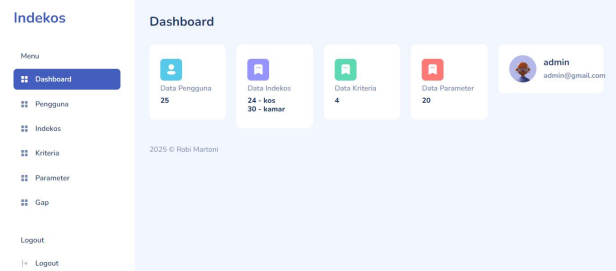 Indekos
Menu
Dashboard
Pengguna
Indekos
Kriteria
Parameter
Gap
Logout
Logout
Dashboard
Data Pengguna
25
Data Indekos
24 - kos
30 - kamar
Data Kriteria
4
Data Parameter
20
admin
admin@gmail.com
2025 © Robi Martoni